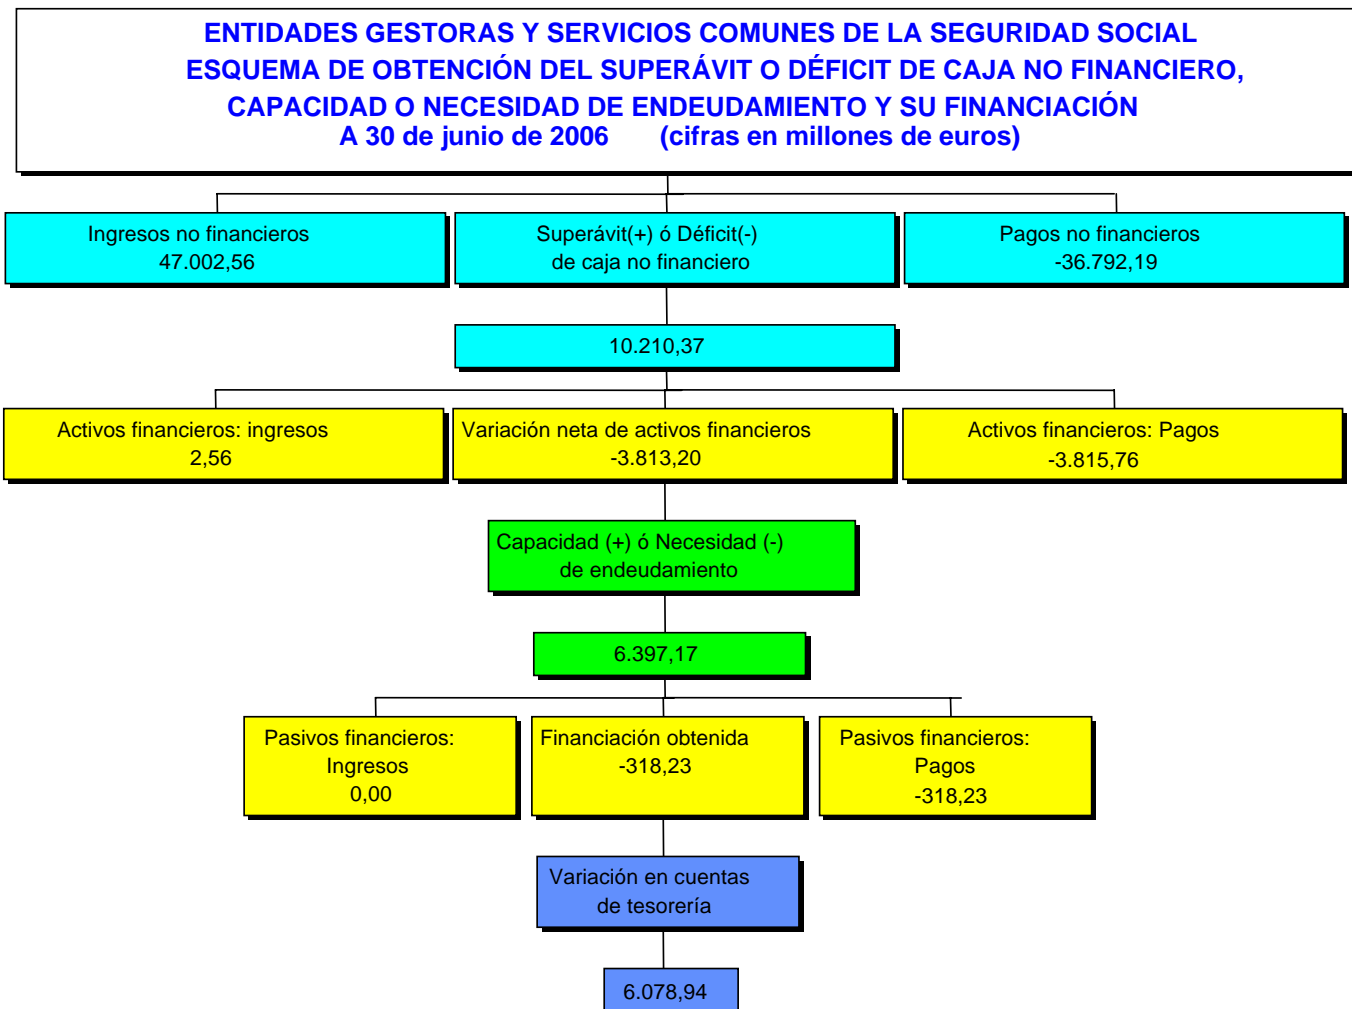 ENTIDADES GESTORAS Y SERVICIOS COMUNES DE LA SEGURIDAD SOCIAL
ESQUEMA DE OBTENCIÓN DEL SUPERÁVIT O DÉFICIT DE CAJA NO FINANCIERO,
CAPACIDAD O NECESIDAD DE ENDEUDAMIENTO Y SU FINANCIACIÓN
A 30 de junio de 2006 (cifras en millones de euros)
Ingresos no financieros
47.002,56
Superávit(+) ó Déficit(-)
de caja no financiero
Pagos no financieros
-36.792,19
10.210,37
Activos financieros: ingresos
2,56
Variación neta de activos financieros
-3.813,20
Activos financieros: Pagos
-3.815,76
Capacidad (+) ó Necesidad (-)
de endeudamiento
6.397,17
Pasivos financieros:
Ingresos
0,00
Financiación obtenida
-318,23
Pasivos financieros:
Pagos
-318,23
Variación en cuentas
de tesorería
6.078,94